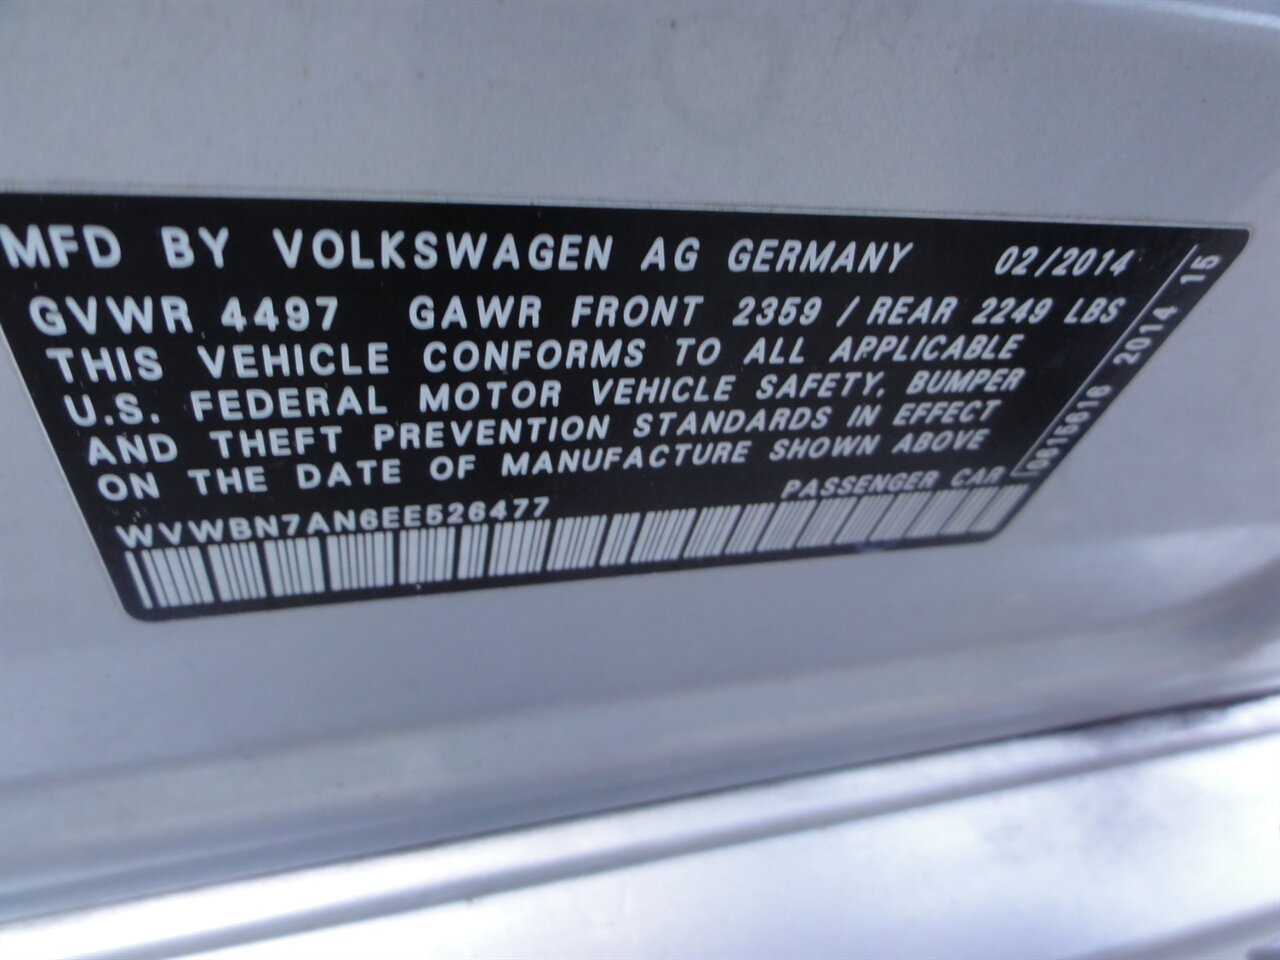 MFD BY VOLKSWAGEN AG GERMANY 02/2014
GVWR 4497 GAWR FRONT 2359 / REAR 2249 LBS
THIS VEHICLE CONFORMS TO ALL APPLICABLE
U.S. FEDERAL MOTOR VEHICLE SAFETY, BUMPER
AND THEFT PREVENTION STANDARDS IN EFFECT
ON THE DATE OF MANUFACTURE SHOWN ABOVE
WVWBN7AN6EE526477 PASSENGER CAR
0615816 2014 15